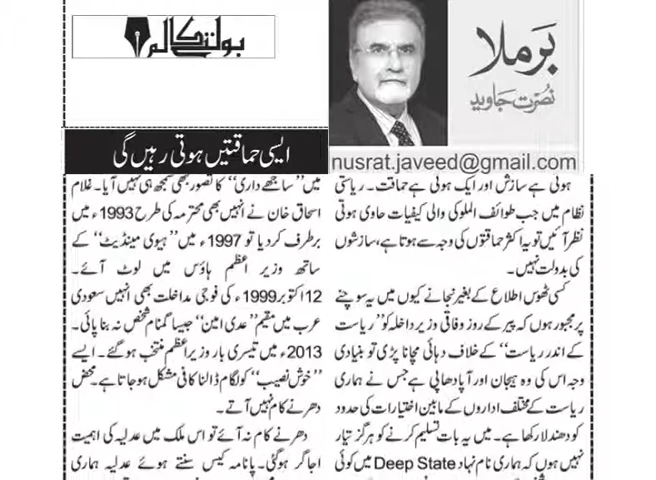 بولتے کالم
برملا
نصرت جاوید
nusrat.javeed@gmail.com
ایسی حماقتیں ہوتی رہیں گی
ہوتی ہے سازش اور ایک ہوتی ہے حماقت۔ ریاستی
نظام میں جب طوائف الملوکی والی کیفیات حاوی ہوتی
نظر آئیں تو یہ اکثر حماقتوں کی وجہ سے ہوتا ہے، سازشوں
کی بدولت نہیں۔
کسی ٹھوس اطلاع کے بغیر نجانے کیوں میں یہ سوچنے
پر مجبور ہوں کہ پیر کے روز وفاقی وزیر داخلہ کو ’’ریاست
کے اندر ریاست‘‘ کے خلاف دہائی مچانا پڑی تو بنیادی
وجہ اس کی وہ ہیجان اور آپا دھاپی ہے جس نے ہماری
ریاست کے مختلف اداروں کے مابین اختیارات کی حدود
کو دھندلا رکھا ہے۔ میں یہ بات تسلیم کرنے کو ہرگز تیار
نہیں ہوں کہ ہماری نام نہاد Deep State میں کوئی
میں ’’ساجھے داری‘‘ کا تصور بھی سمجھ ہی نہیں آیا۔ غلام
اسحاق خان نے انہیں بھی محترمہ کی طرح 1993ء میں
برطرف کردیا تو 1997ء میں ’’ہیوی مینڈیٹ‘‘ کے
ساتھ وزیر اعظم ہاؤس میں لوٹ آئے۔
12 اکتوبر 1999ء کی فوجی مداخلت بھی انہیں سعودی
عرب میں مقیم ’’عدی امین‘‘ جیسا گمنام شخص نہ بنا پائی۔
2013ء میں تیسری بار وزیر اعظم منتخب ہوگئے۔ ایسے
’’خوش نصیب‘‘ کو لگام ڈالنا کافی مشکل ہو جاتا ہے۔ محض
دھرنے کام نہیں آتے۔
دھرنے کام نہ آئے تو اس ملک میں عدلیہ کی اہمیت
اجاگر ہوگئی۔ پانامہ کیس سنتے ہوئے عدلیہ ہماری